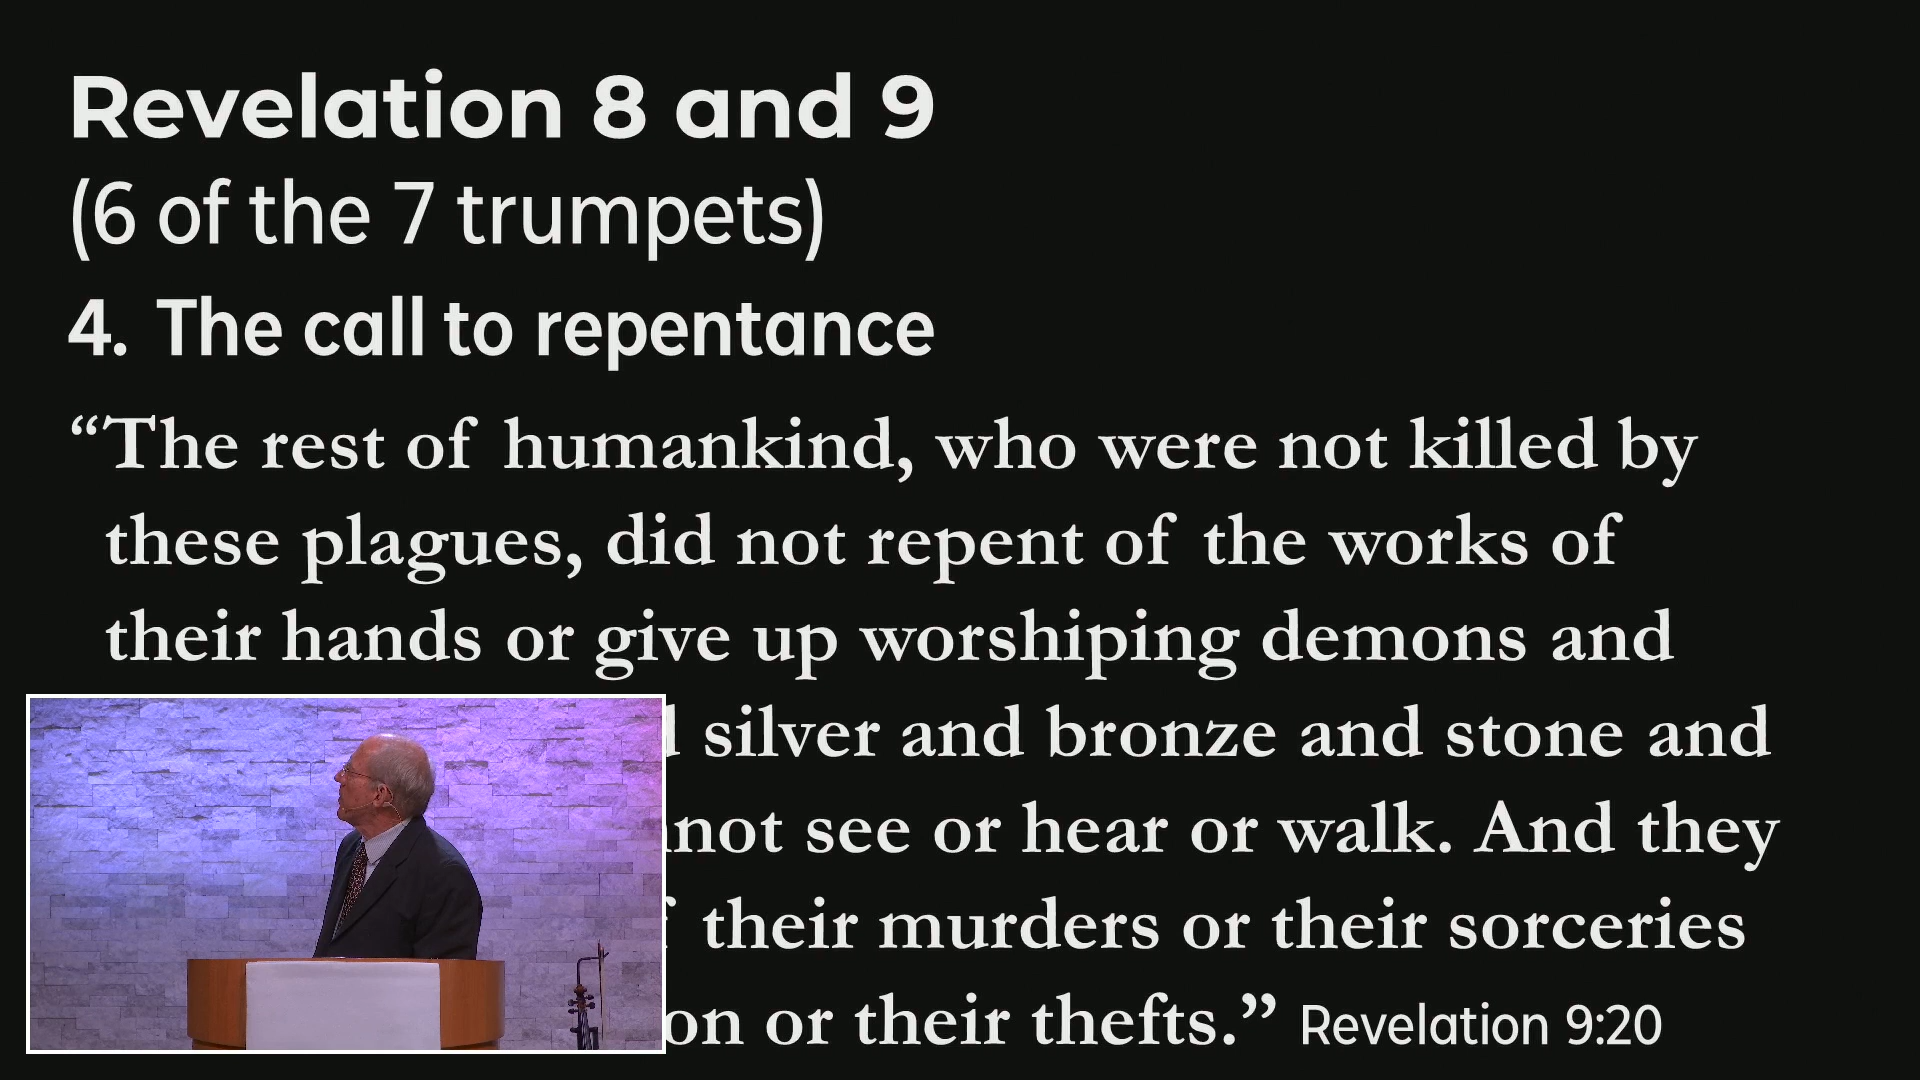 Revelation 8 and 9
(6 of the 7 trumpets)
4. The call to repentance
“The rest of humankind, who were not killed by
these plagues, did not repent of the works of
their hands or give up worshiping demons and
silver and bronze and stone and
see or hear or walk. And they
their murders or their sorceries
or their thefts.” Revelation 9:20